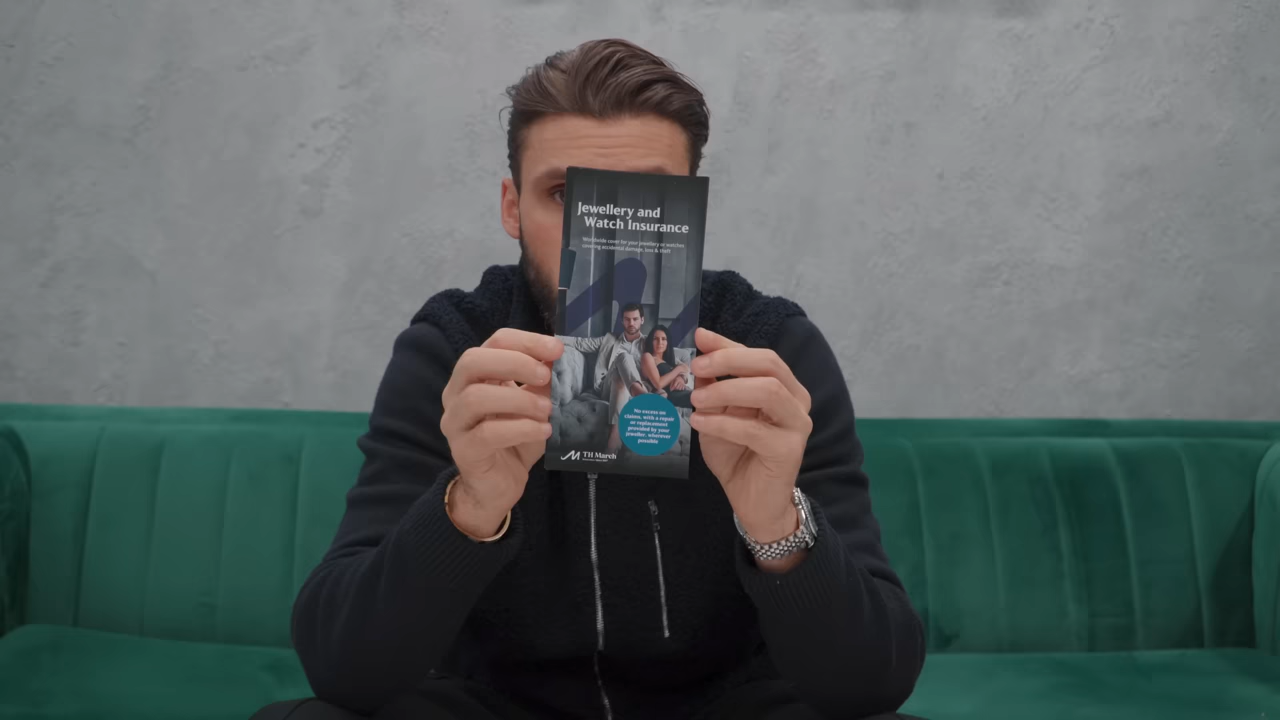 Jewellery and
Watch Insurance
Worldwide cover for your jewellery or watches
covering accidental damage, loss & theft
No excess on
claims, with a repair
or replacement
provided by your
jeweller, wherever
possible
TH March